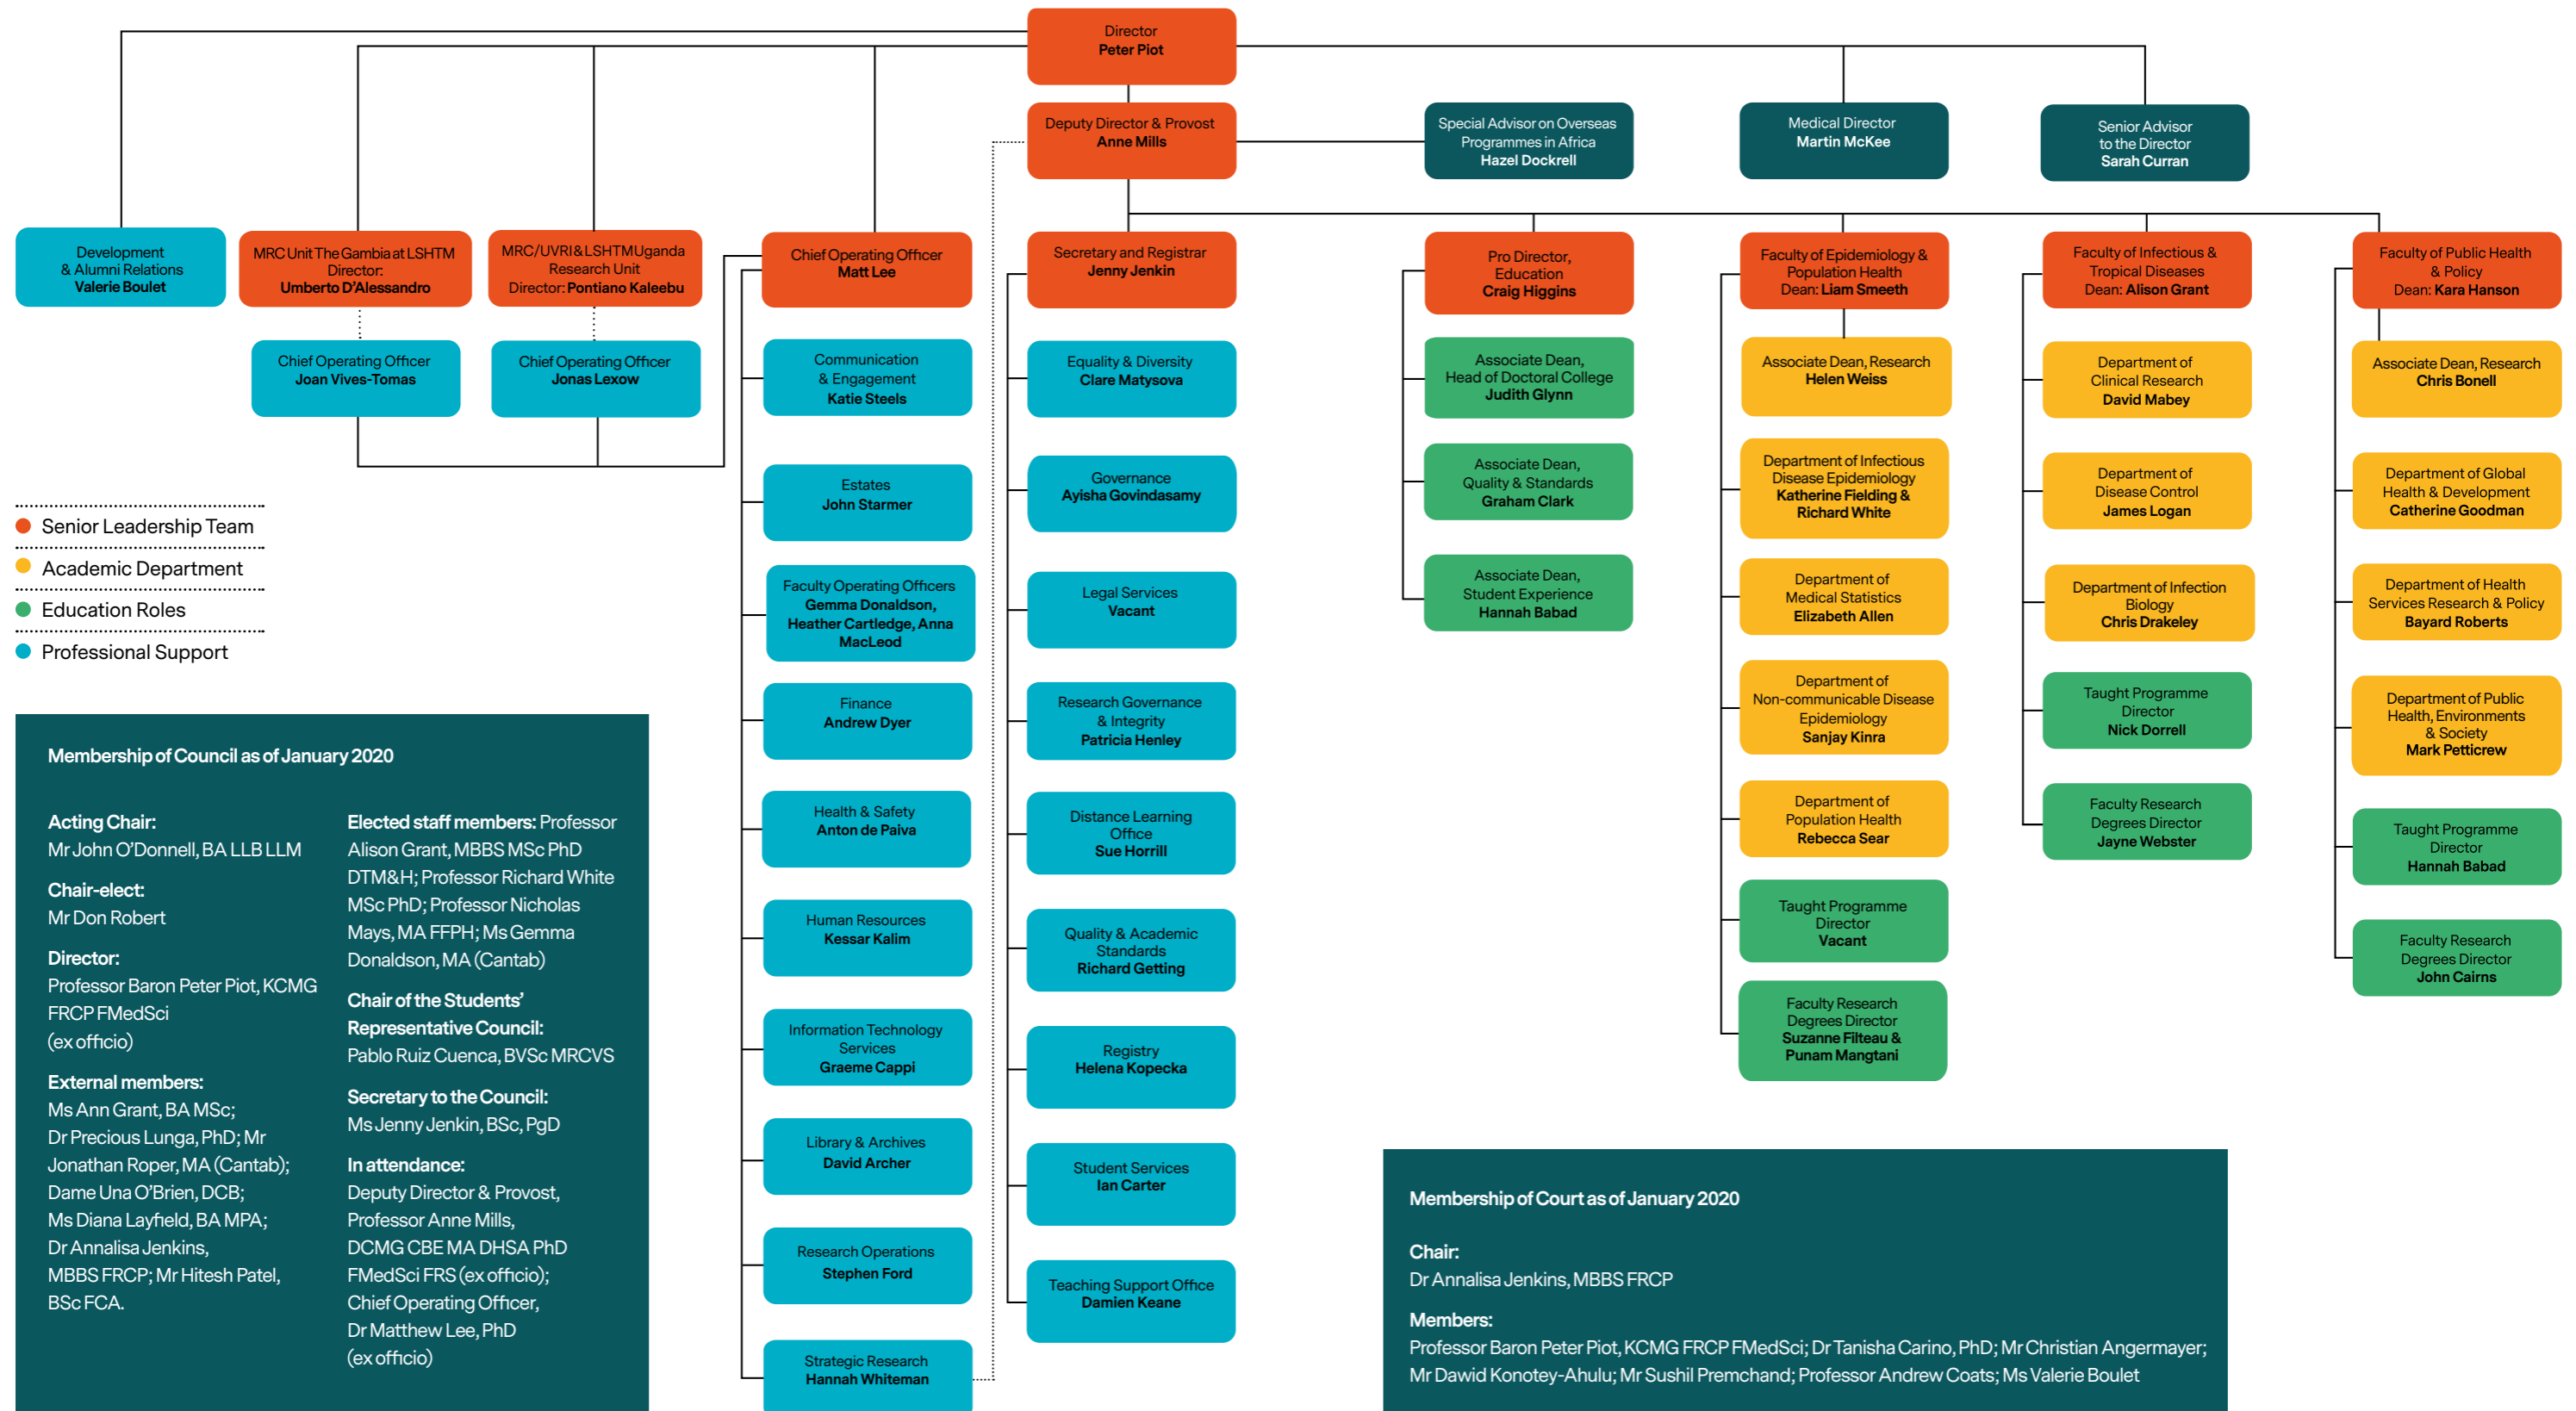 Director
Peter Piot
Deputy Director & Provost
Anne Mills
Special Advisor on Overseas
Programmes in Africa
Hazel Dockrell
Medical Director
Martin McKee
Senior Advisor
to the Director
Sarah Curran
Development
& Alumni Relations
Valerie Boulet
MRC Unit The Gambia at LSHTM
Director:
Umberto D'Alessandro
MRC/UVRI & LSHTM Uganda
Research Unit
Director: Pontiano Kaleebu
Chief Operating Officer
Matt Lee
Secretary and Registrar
Jenny Jenkin
Pro Director,
Education
Craig Higgins
Faculty of Epidemiology &
Population Health
Dean: Liam Smeeth
Faculty of Infectious &
Tropical Diseases
Dean: Alison Grant
Faculty of Public Health
& Policy
Dean: Kara Hanson
Chief Operating Officer
Joan Vives-Tomas
Chief Operating Officer
Jonas Lexow
Communication
& Engagement
Katie Steels
Estates
John Starmer
Faculty Operating Officers
Gemma Donaldson,
Heather Cartledge, Anna
MacLeod
Finance
Andrew Dyer
Health & Safety
Anton de Paiva
Human Resources
Kessar Kalim
Information Technology
Services
Graeme Cappi
Library & Archives
David Archer
Research Operations
Stephen Ford
Strategic Research
Hannah Whiteman
Equality & Diversity
Clare Matysova
Governance
Ayisha Govindasamy
Legal Services
Vacant
Research Governance
& Integrity
Patricia Henley
Distance Learning
Office
Sue Horrill
Quality & Academic
Standards
Richard Getting
Registry
Helena Kopecka
Student Services
Ian Carter
Teaching Support Office
Damien Keane
Associate Dean,
Head of Doctoral College
Judith Glynn
Associate Dean,
Quality & Standards
Graham Clark
Associate Dean,
Student Experience
Hannah Babad
Associate Dean, Research
Helen Weiss
Department of Infectious
Disease Epidemiology
Katherine Fielding &
Richard White
Department of
Medical Statistics
Elizabeth Allen
Department of
Non-communicable Disease
Epidemiology
Sanjay Kinra
Department of
Population Health
Rebecca Sear
Taught Programme
Director
Vacant
Faculty Research
Degrees Director
Suzanne Filteau &
Punam Mangtani
Department of
Clinical Research
David Mabey
Department of
Disease Control
James Logan
Department of Infection
Biology
Chris Drakeley
Taught Programme
Director
Nick Dorrell
Faculty Research
Degrees Director
Jayne Webster
Associate Dean, Research
Chris Bonell
Department of Global
Health & Development
Catherine Goodman
Department of Health
Services Research & Policy
Bayard Roberts
Department of Public
Health, Environments
& Society
Mark Petticrew
Taught Programme
Director
Hannah Babad
Faculty Research
Degrees Director
John Cairns
Senior Leadership Team
Academic Department
Education Roles
Professional Support
Membership of Council as of January 2020
Acting Chair:
Mr John O'Donnell, BA LLB LLM
Chair-elect:
Mr Don Robert
Director:
Professor Baron Peter Piot, KCMG
FRCP FMedSci
(ex officio)
External members:
Ms Ann Grant, BA MSc;
Dr Precious Lunga, PhD; Mr
Jonathan Roper, MA (Cantab);
Dame Una O'Brien, DCB;
Ms Diana Layfield, BA MPA;
Dr Annalisa Jenkins,
MBBS FRCP; Mr Hitesh Patel,
BSc FCA.
Elected staff members: Professor
Alison Grant, MBBS MSc PhD
DTM&H; Professor Richard White
MSc PhD; Professor Nicholas
Mays, MA FFPH; Ms Gemma
Donaldson, MA (Cantab)
Chair of the Students'
Representative Council:
Pablo Ruiz Cuenca, BVSc MRCVS
Secretary to the Council:
Ms Jenny Jenkin, BSc, PgD
In attendance:
Deputy Director & Provost,
Professor Anne Mills,
DCMG CBE MA DHSA PhD
FMedSci FRS (ex officio);
Chief Operating Officer,
Dr Matthew Lee, PhD
(ex officio)
Membership of Court as of January 2020
Chair:
Dr Annalisa Jenkins, MBBS FRCP
Members:
Professor Baron Peter Piot, KCMG FRCP FMedSci; Dr Tanisha Carino, PhD; Mr Christian Angermayer;
Mr Dawid Konotey-Ahulu; Mr Sushil Premchand; Professor Andrew Coats; Ms Valerie Boulet